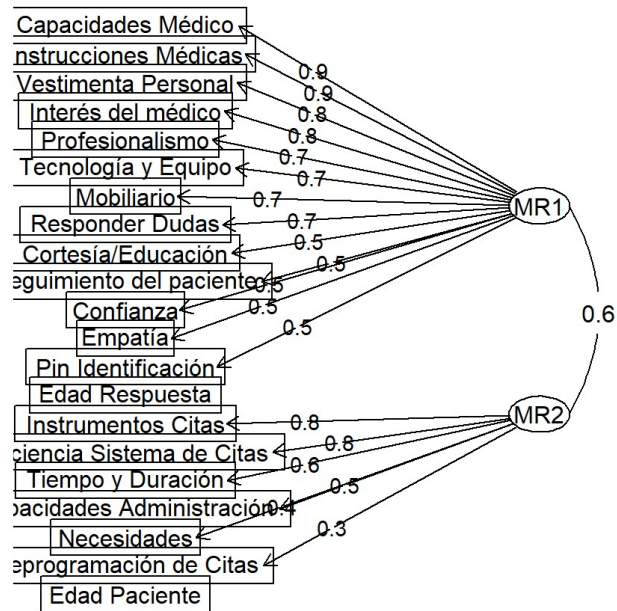 Capacidades Médico
nstrucciones Médicas
Vestimenta Personal
Interés del médico
Profesionalismo
Tecnología y Equipo
Mobiliario
Responder Dudas
Cortesía/Educación
eguimiento del paciente
Confianza
Empatía
Pin Identificación
Edad Respuesta
Instrumentos Citas
ciencia Sistema de Citas
Tiempo y Duración
pacidades Administración
Necesidades
eprogramación de Citas
Edad Paciente
0.9
0.9
0.8
0.8
0.7
0.7
0.7
0.7
0.5
0.5
0.5
0.5
0.5
MR1
0.6
MR2
0.8
0.8
0.6
0.5
0.4
0.3